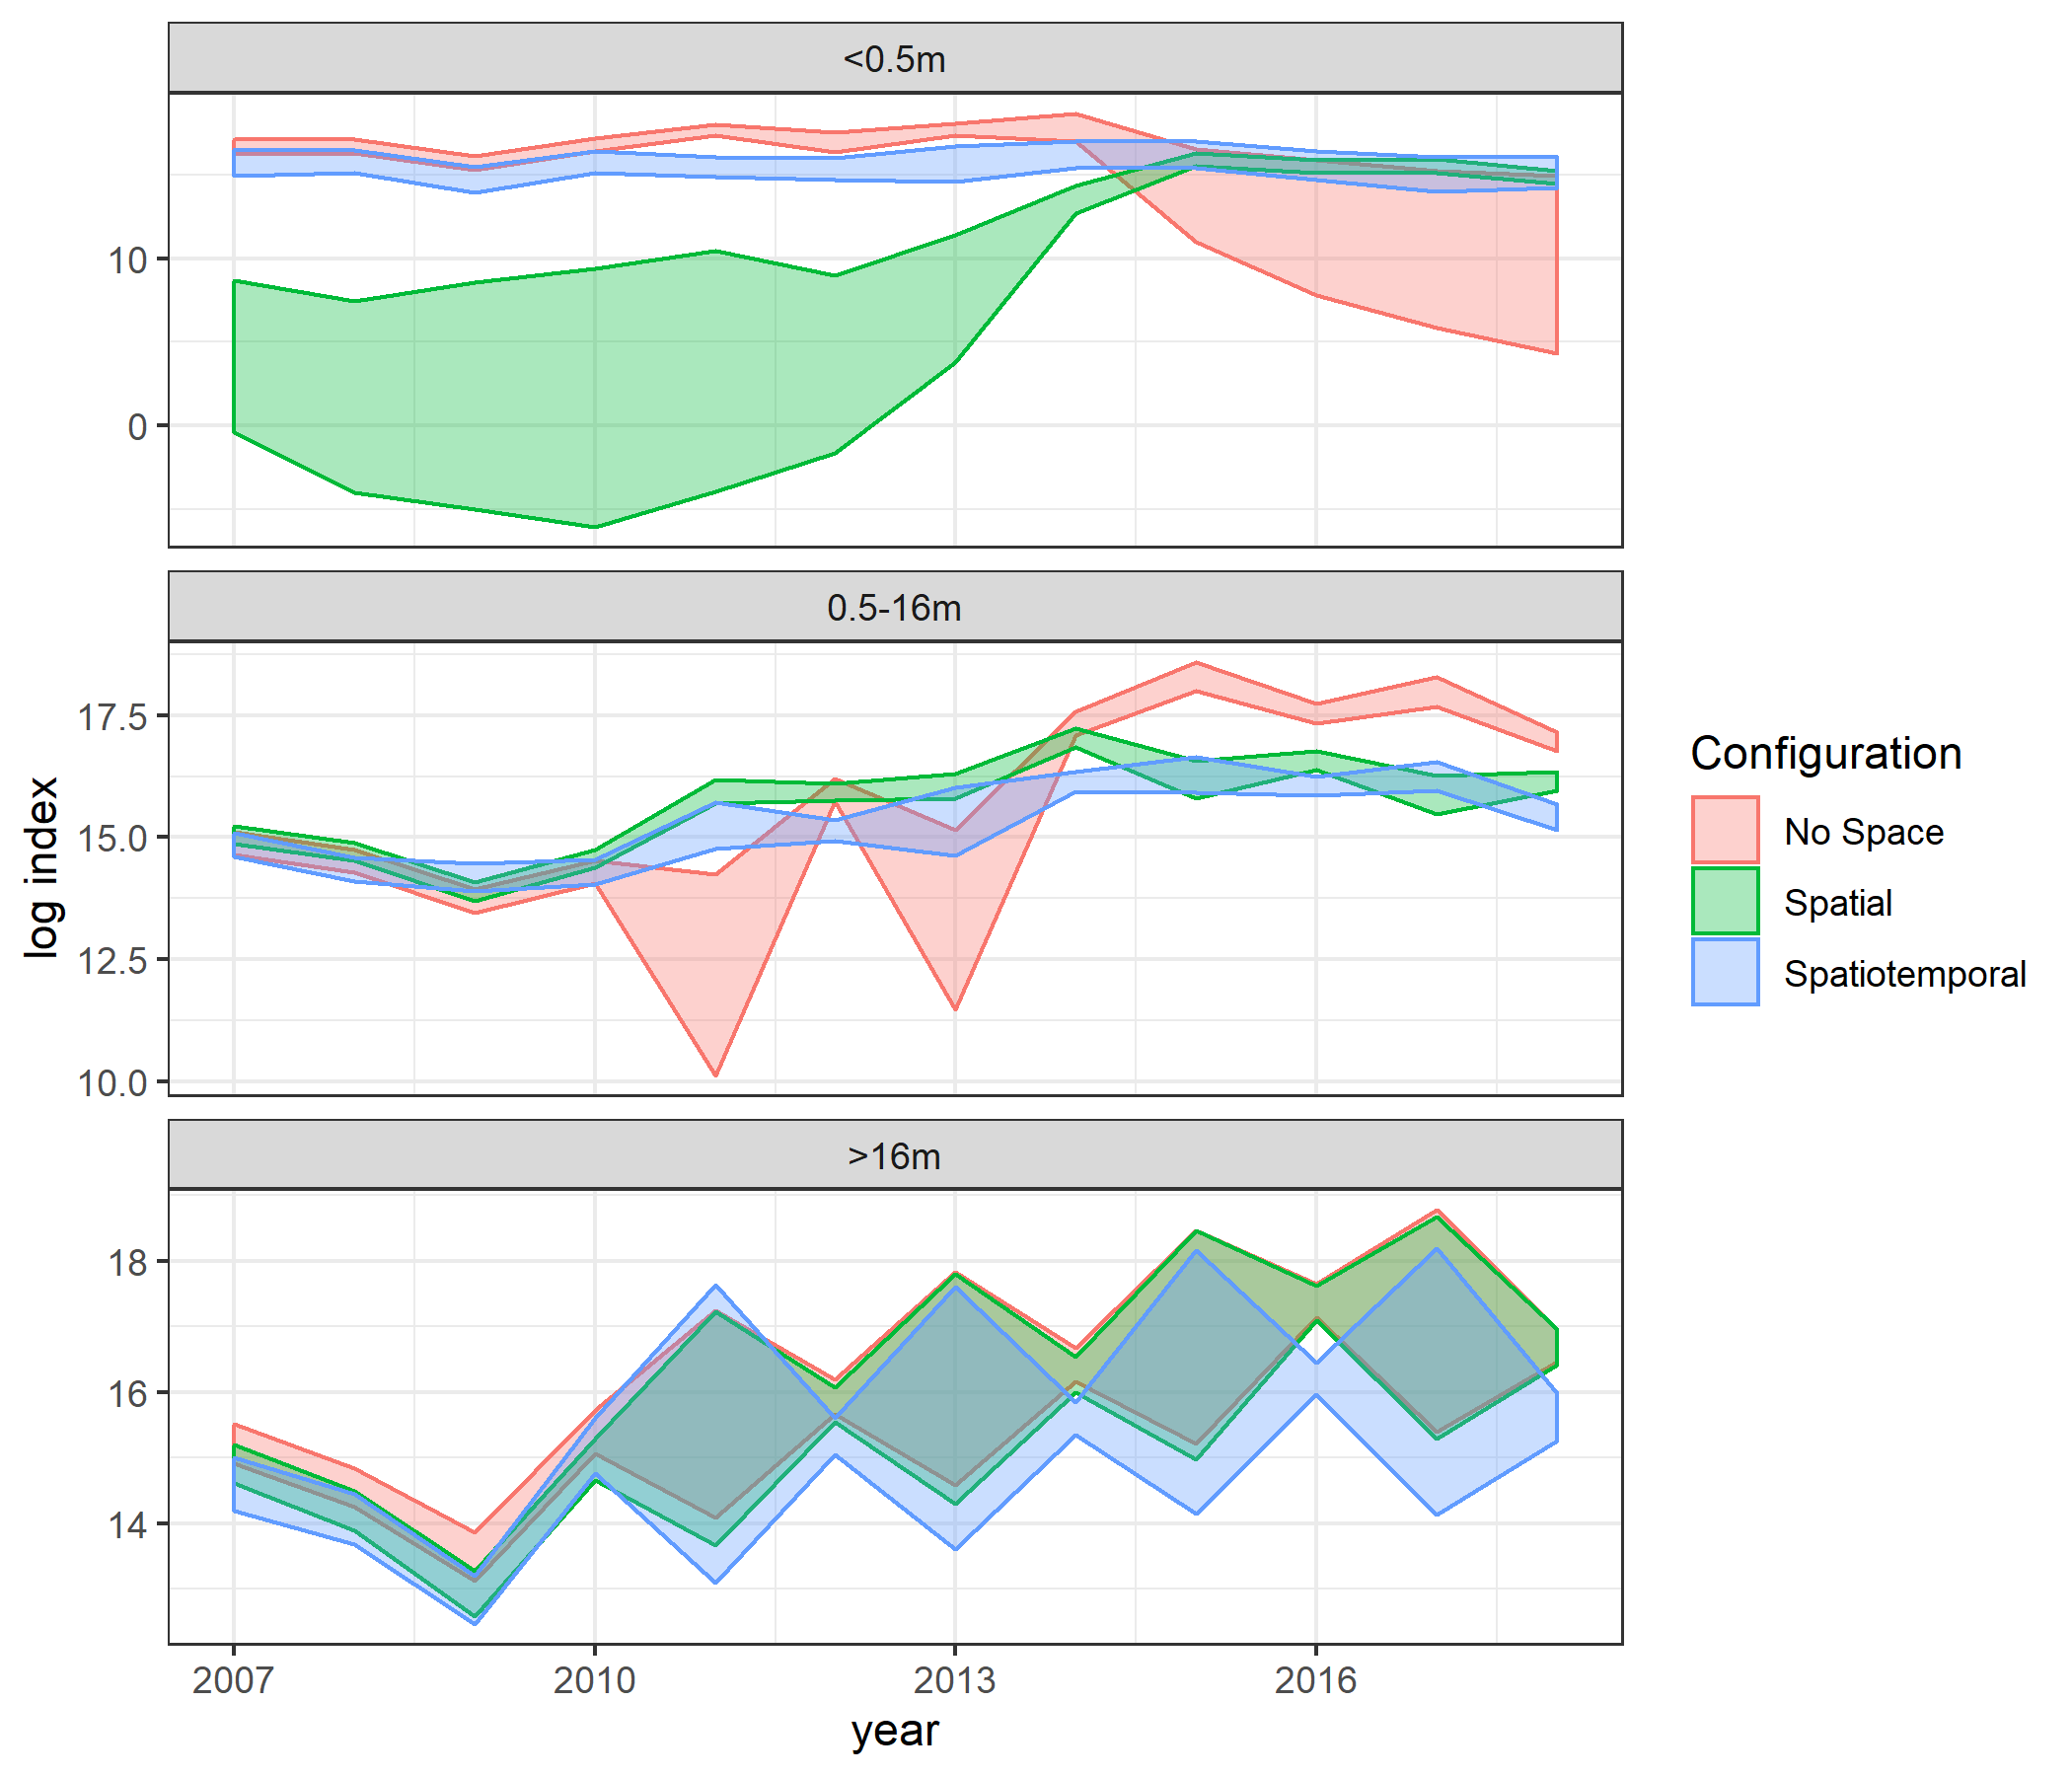 <0.5m
10
0
0.5-16m
17.5
15.0
12.5
10.0
>16m
18
16
14
2007 2010 2013 2016
year
log index
Configuration
No Space
Spatial
Spatiotemporal